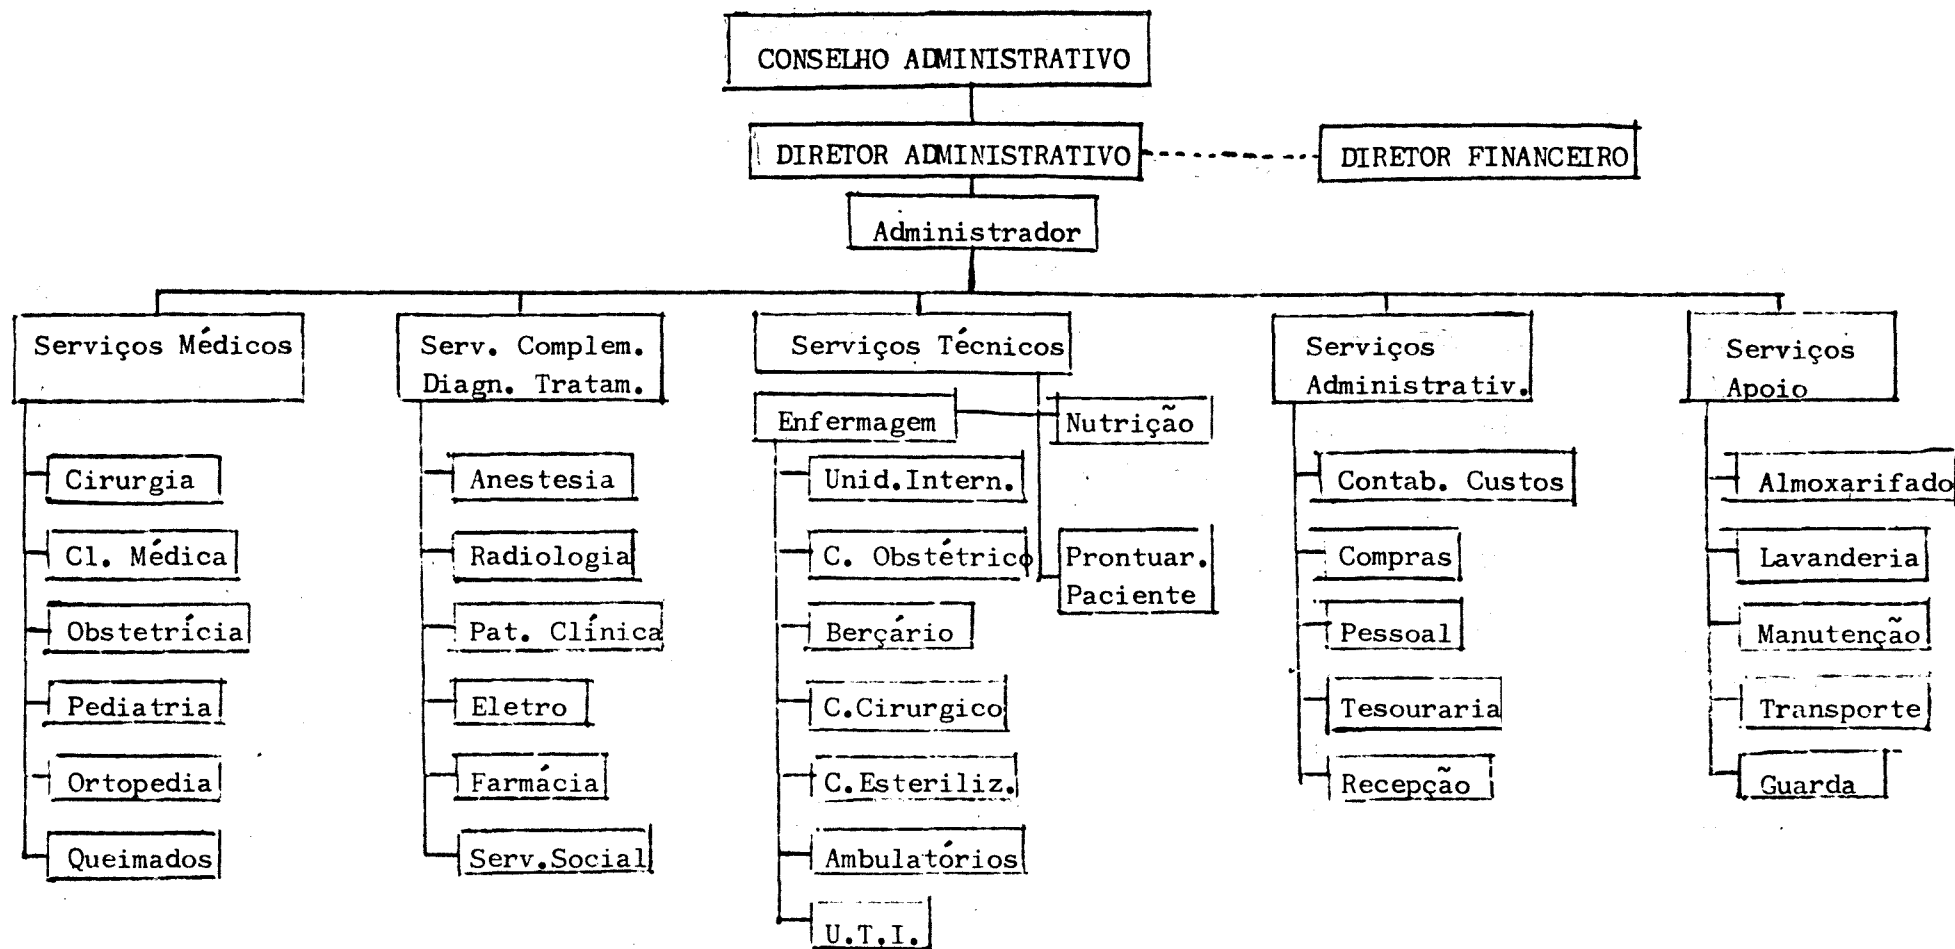 CONSELHO ADMINISTRATIVO
DIRETOR ADMINISTRATIVO
DIRETOR FINANCEIRO
Administrador
Serviços Médicos
Cirurgia
Cl. Médica
Obstetrícia
Pediatria
Ortopedia
Queimados
Serv. Complem.
Diagn. Tratam.
Anestesia
Radiologia
Pat. Clínica
Eletro
Farmácia
Serv.Social
Serviços Técnicos
Enfermagem
Unid.Intern.
C. Obstétrico
Berçário
C.Cirurgico
C.Esteriliz.
Ambulatórios
U.T.I.
Nutrição
Prontuar.
Paciente
Serviços
Administrativ.
Contab. Custos
Compras
Pessoal
Tesouraria
Recepção
Serviços
Apoio
Almoxarifado
Lavanderia
Manutenção
Transporte
Guarda